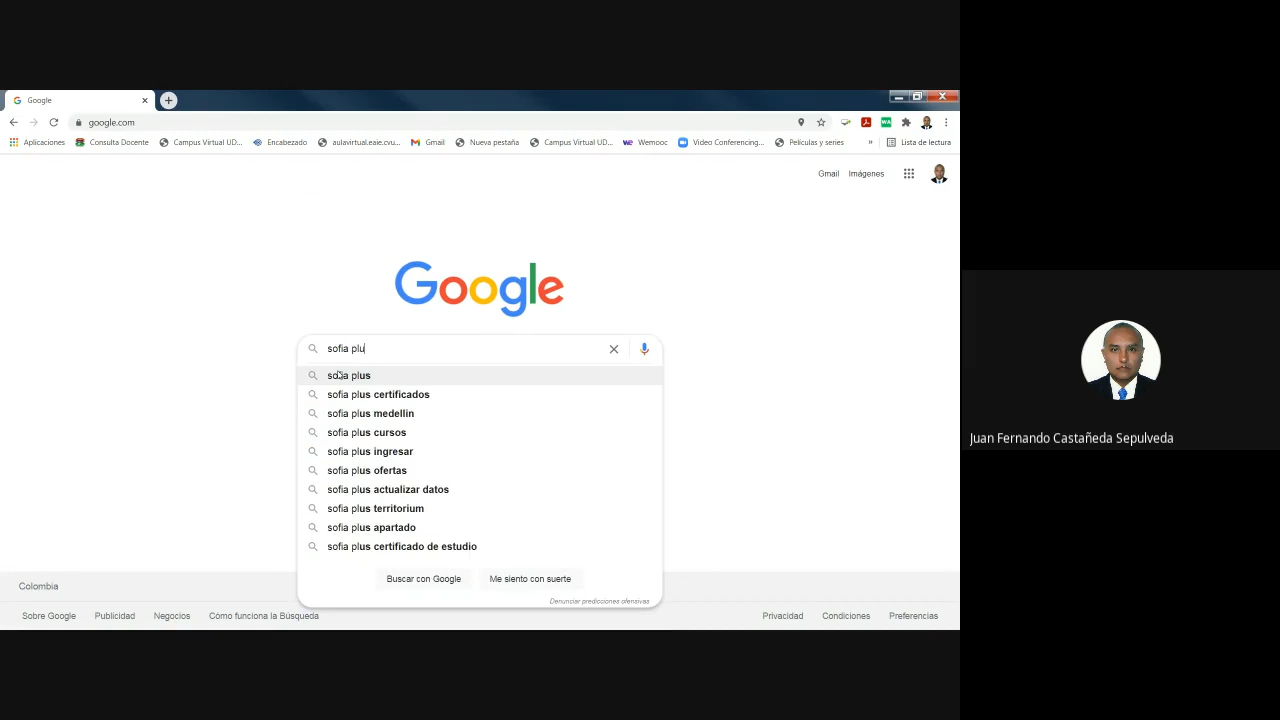 Google
google.com
Aplicaciones Consulta Docente Campus Virtual UD... Encabezado aulavirtual.eaie.cvu... Gmail Nueva pestaña Campus Virtual UD... Wemooc Video Conferencing... Películas y series » Lista de lectura
Gmail Imágenes
Google
sofia plu
sofia plus
sofia plus certificados
sofia plus medellin
sofia plus cursos
sofia plus ingresar
sofia plus ofertas
sofia plus actualizar datos
sofia plus territorium
sofia plus apartado
sofia plus certificado de estudio
Buscar con Google Me siento con suerte
Denunciar predicciones ofensivas
Colombia
Sobre Google Publicidad Negocios Cómo funciona la Búsqueda Privacidad Condiciones Preferencias
Juan Fernando Castañeda Sepulveda